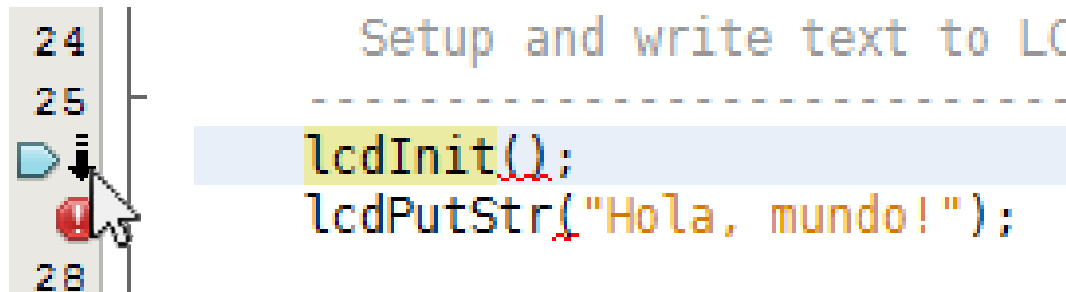 24 Setup and write text to LC
25 -----------------------------
lcdInit();
lcdPutStr("Hola, mundo!");
28